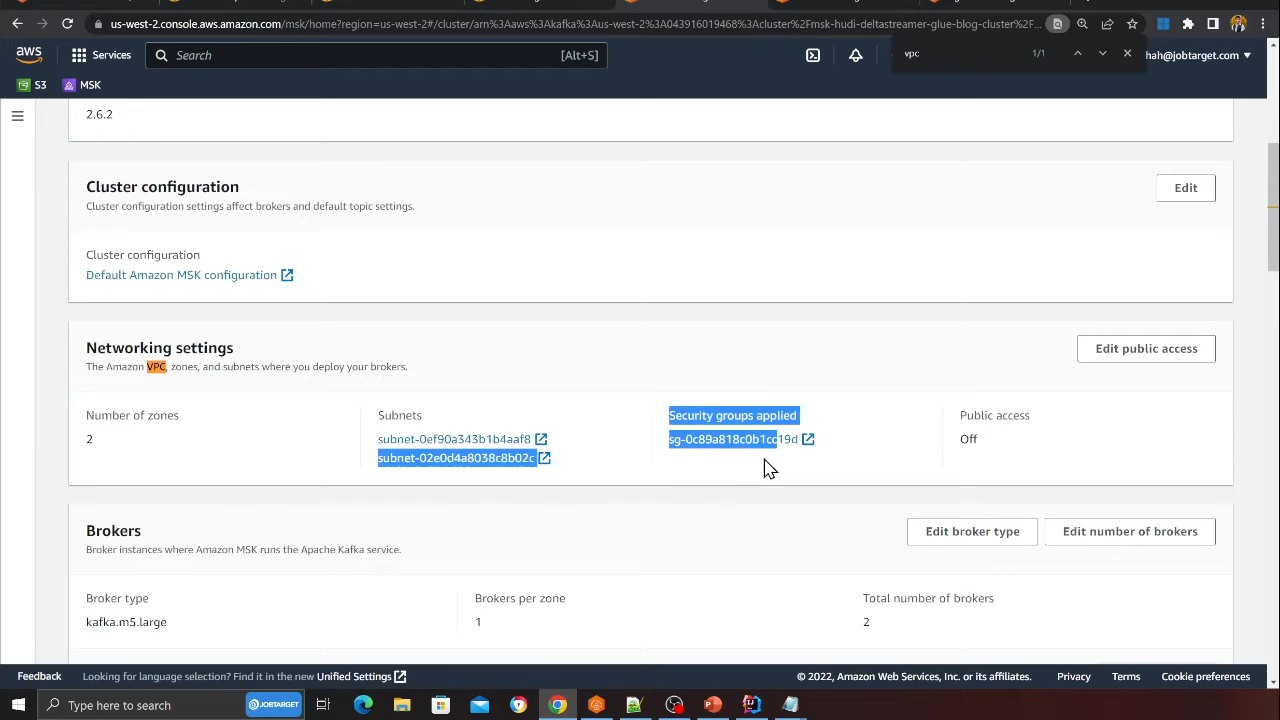 us-west-2.console.aws.amazon.com/msk/home?region=us-west-2#/cluster/arn%3Aaws%3Akafka%3Aus-west-2%3A043916019468%3Acluster%2Fmsk-hudi-deltastreamer-glue-blog-cluster%2F...
aws
Services
Search
[Alt+S]
vpc
1/1
hah@jobtarget.com
S3
MSK
2.6.2
Cluster configuration
Edit
Cluster configuration settings affect brokers and default topic settings.
Cluster configuration
Default Amazon MSK configuration
Networking settings
Edit public access
The Amazon VPC, zones, and subnets where you deploy your brokers.
Number of zones
Subnets
Security groups applied
Public access
2
subnet-0ef90a343b1b4aaf8
sg-0c89a818c0b1cc19d
Off
subnet-02e0d4a8038c8b02c
Brokers
Edit broker type
Edit number of brokers
Broker instances where Amazon MSK runs the Apache Kafka service.
Broker type
Brokers per zone
Total number of brokers
kafka.m5.large
1
2
Feedback
Looking for language selection? Find it in the new Unified Settings
© 2022, Amazon Web Services, Inc. or its affiliates.
Privacy
Terms
Cookie preferences
Type here to search
JOBTARGET